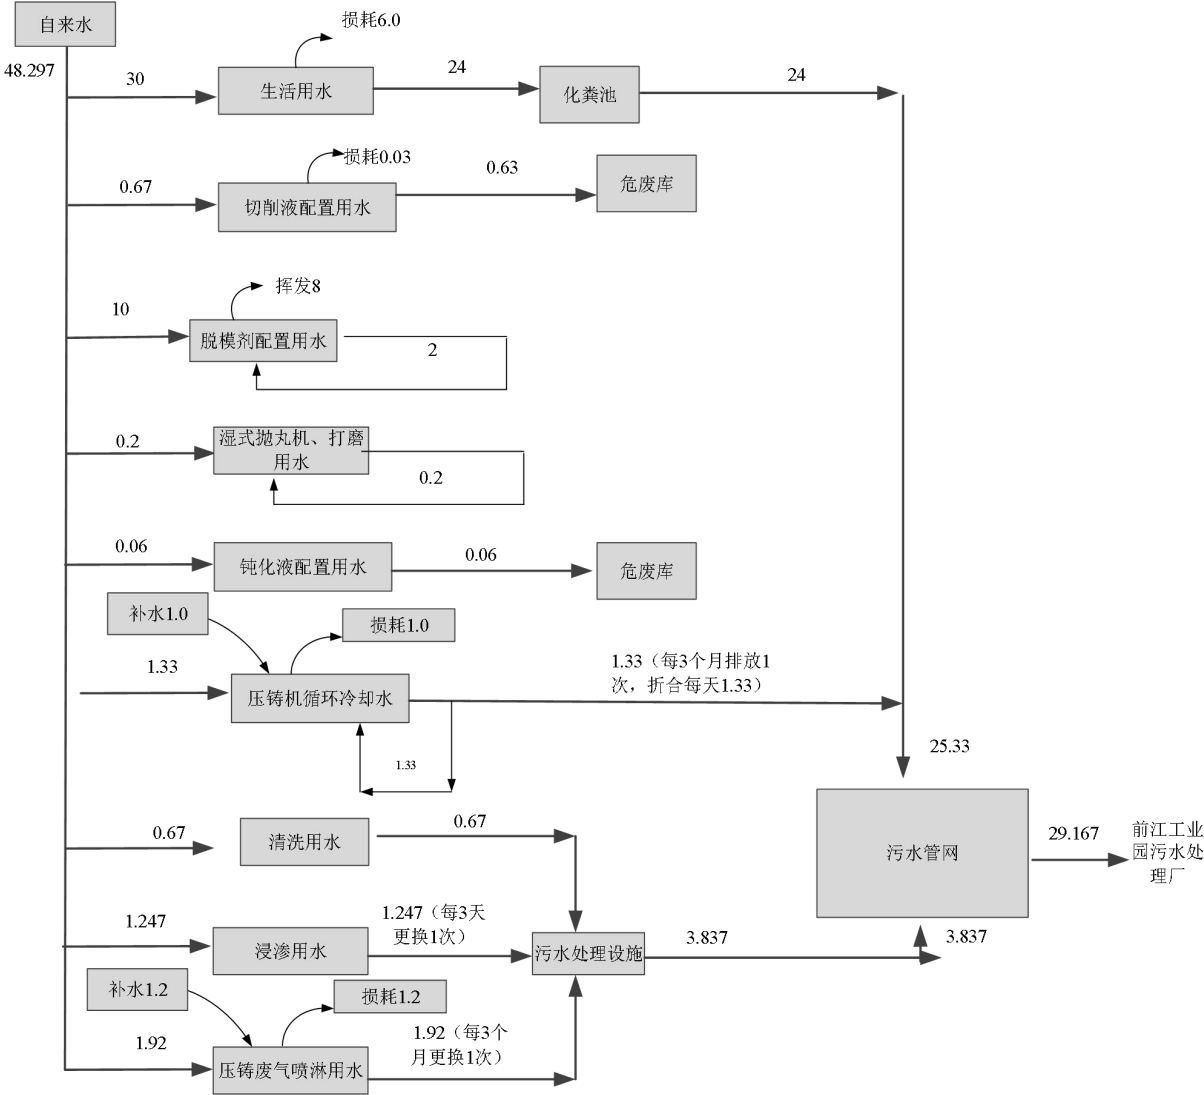 自来水
48.297
损耗6.0
30
生活用水
24
化粪池
24
损耗0.03
0.67
切削液配置用水
0.63
危废库
挥发8
10
脱模剂配置用水
2
0.2
湿式抛丸机、打磨
用水
0.2
0.06
钝化液配置用水
0.06
危废库
补水1.0
损耗1.0
1.33
压铸机循环冷却水
1.33（每3个月排放1
次，折合每天1.33）
1.33
25.33
0.67
清洗用水
0.67
污水管网
29.167
前江工业
园污水处
理厂
1.247
浸渗用水
1.247（每3天
更换1次）
污水处理设施
3.837
3.837
补水1.2
损耗1.2
1.92
压铸废气喷淋用水
1.92（每3个
月更换1次）